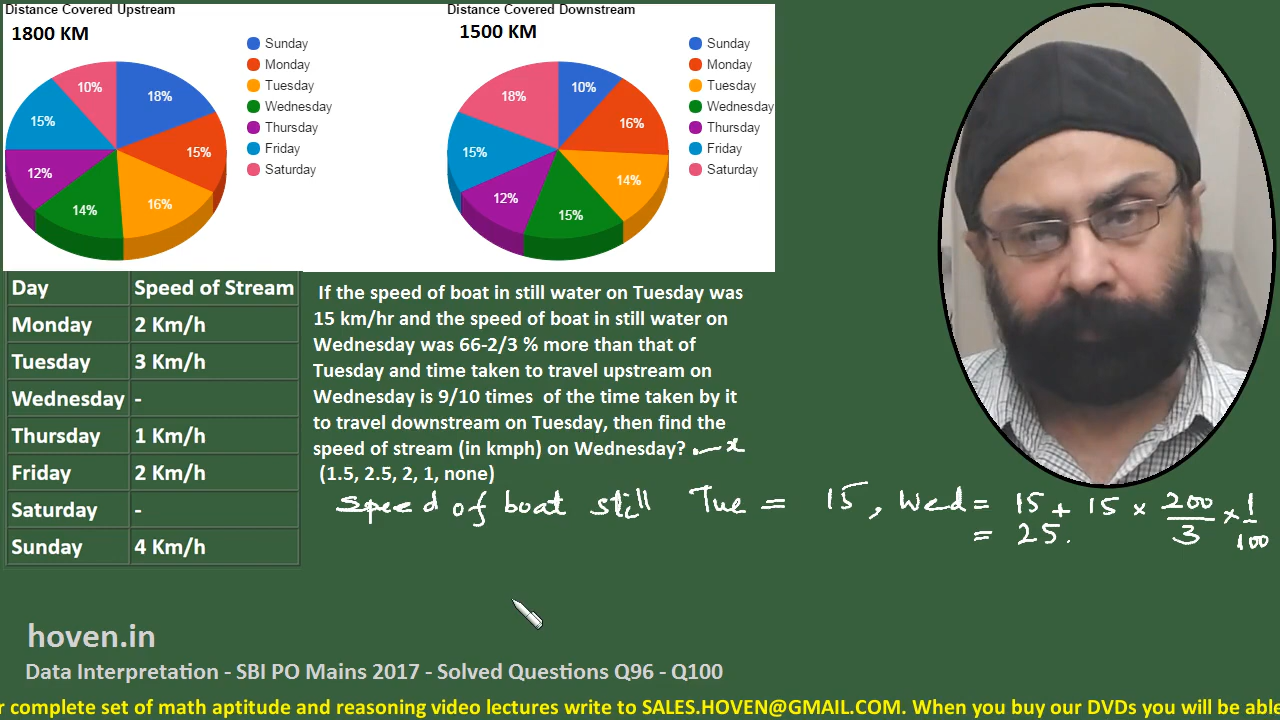 Distance Covered Upstream
1800 KM
Sunday
Monday
Tuesday
Wednesday
Thursday
Friday
Saturday
18%
15%
16%
14%
12%
15%
10%
Distance Covered Downstream
1500 KM
Sunday
Monday
Tuesday
Wednesday
Thursday
Friday
Saturday
10%
16%
14%
15%
12%
15%
18%
Day Speed of Stream
Monday 2 Km/h
Tuesday 3 Km/h
Wednesday -
Thursday 1 Km/h
Friday 2 Km/h
Saturday -
Sunday 4 Km/h
If the speed of boat in still water on Tuesday was
15 km/hr and the speed of boat in still water on
Wednesday was 66-2/3 % more than that of
Tuesday and time taken to travel upstream on
Wednesday is 9/10 times of the time taken by it
to travel downstream on Tuesday, then find the
speed of stream (in kmph) on Wednesday? — x
(1.5, 2.5, 2, 1, none)
Speed of boat still Tue = 15, Wed = 15 + 15 × 200/3 × 1/100
= 25.
hoven.in
Data Interpretation - SBI PO Mains 2017 - Solved Questions Q96 - Q100
r complete set of math aptitude and reasoning video lectures write to SALES.HOVEN@GMAIL.COM. When you buy our DVDs you will be able